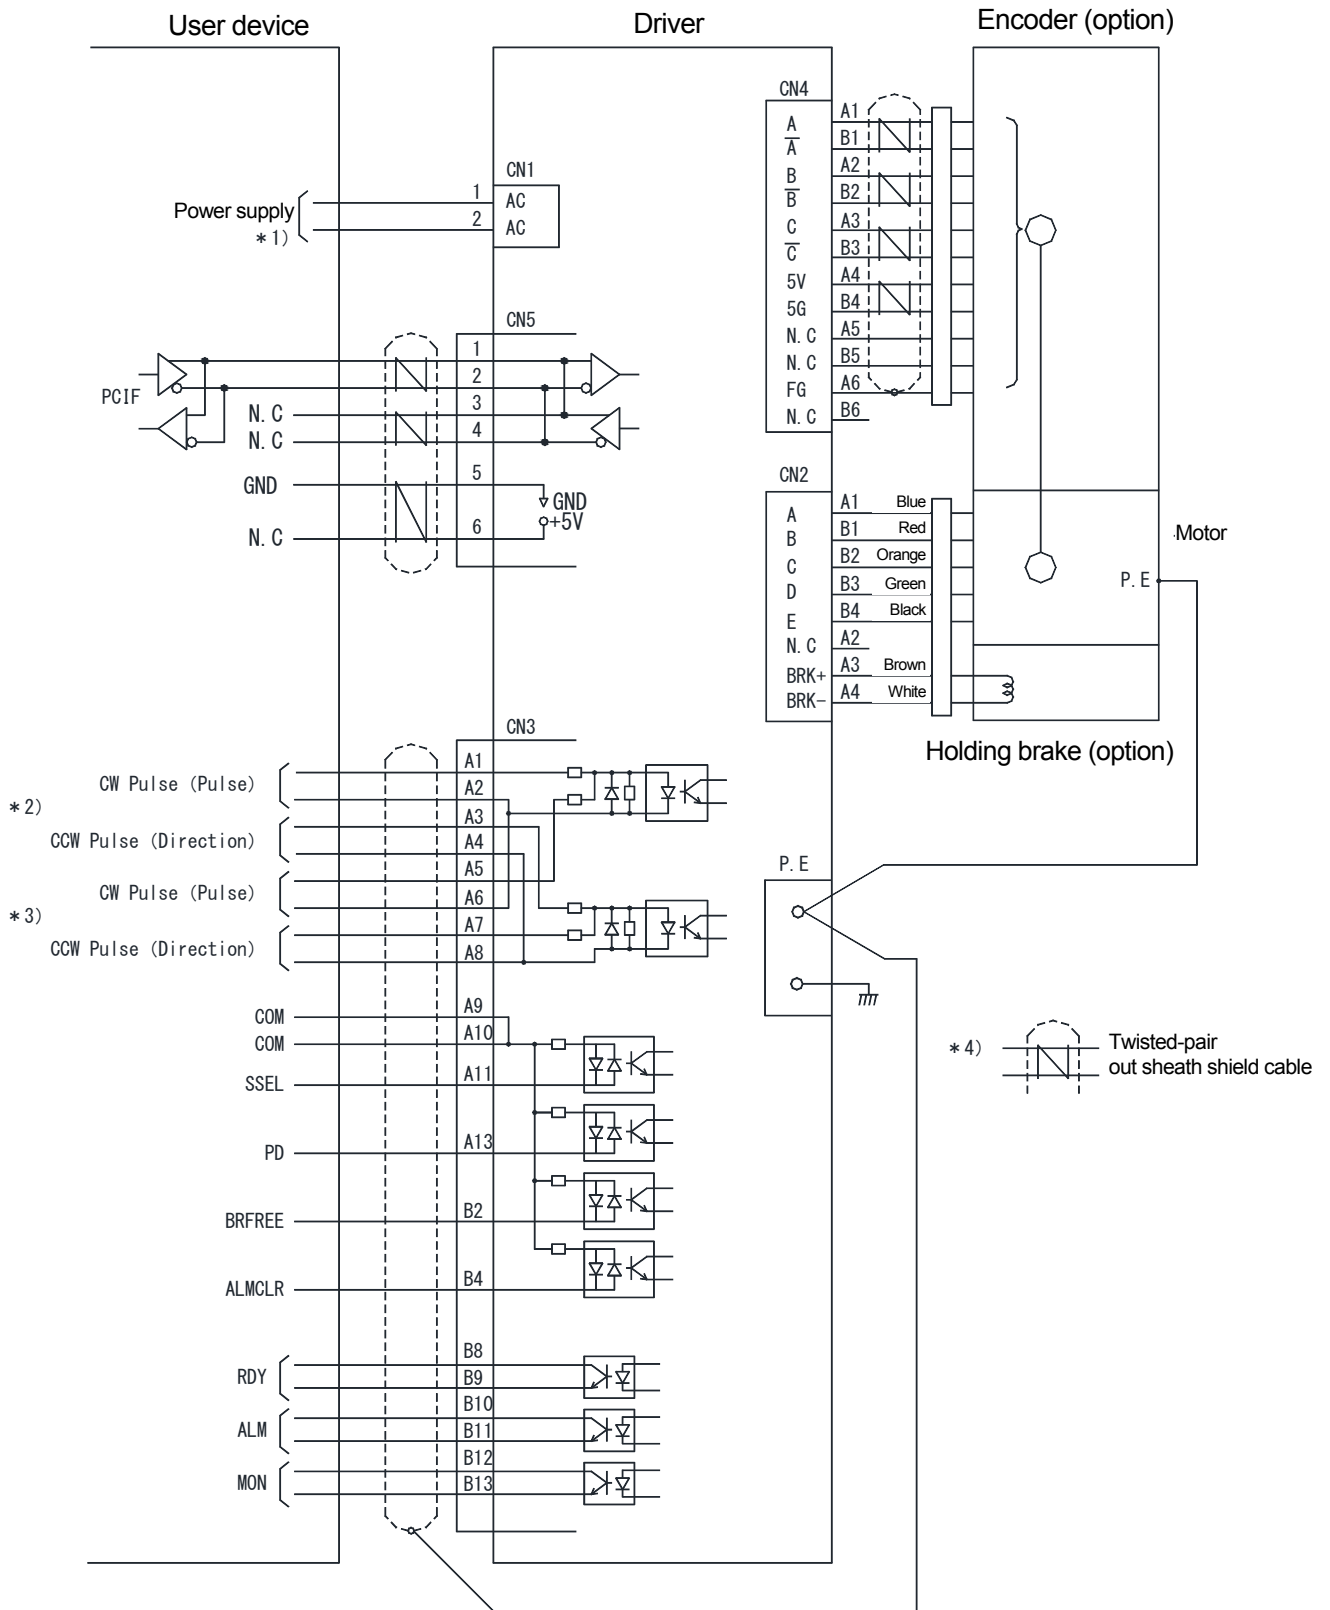 User device
Driver
Encoder (option)
CN4
A A1
A B1
B A2
B B2
C A3
C B3
5V A4
5G B4
N.C A5
N.C B5
FG A6
N.C B6
CN1
Power supply 1 AC
*1) 2 AC
CN5
PCIF
1
2
N.C 3
N.C 4
GND 5
GND
+5V
N.C 6
CN2
A A1 Blue
B B1 Red
C B2 Orange
D B3 Green
E B4 Black
N.C A2
BRK+ A3 Brown
BRK- A4 White
Motor
P.E
Holding brake (option)
CN3
*2)
CW Pulse (Pulse) A1
A2
CCW Pulse (Direction) A3
A4
*3)
CW Pulse (Pulse) A5
A6
CCW Pulse (Direction) A7
A8
P.E
COM A9
COM A10
SSEL A11
PD A13
BRFREE B2
ALMCLR B4
RDY B8
B9
ALM B10
B11
MON B12
B13
*4) Twisted-pair
out sheath shield cable